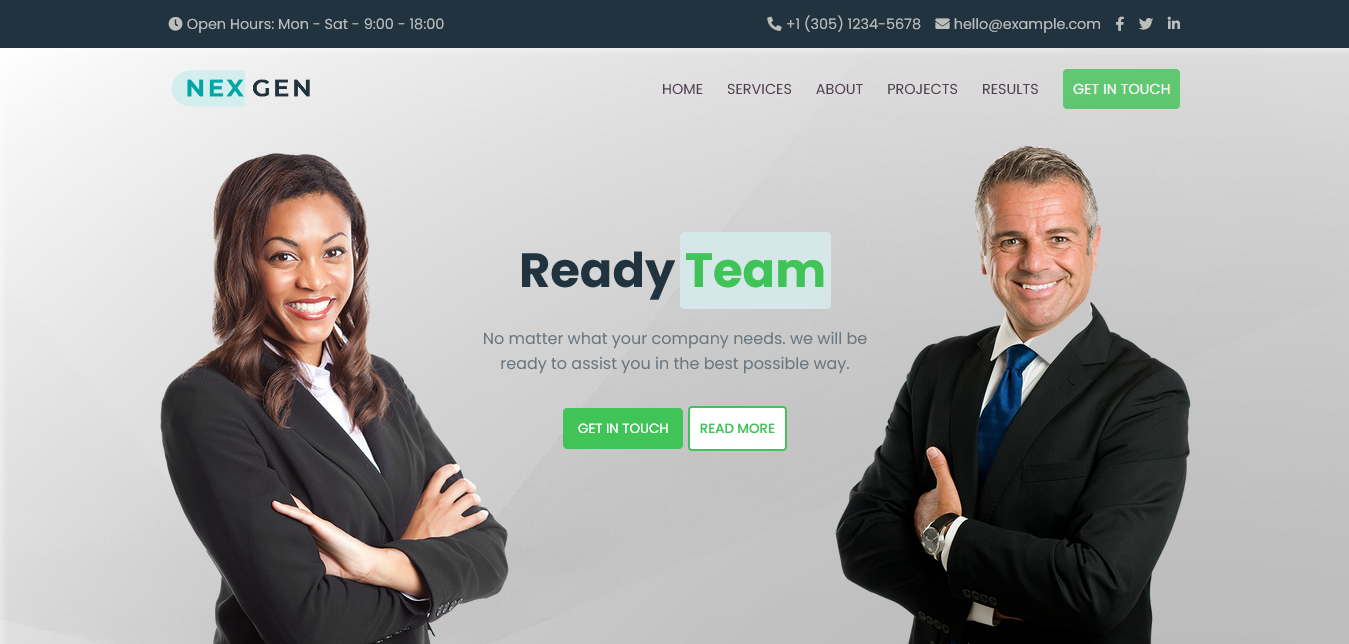 Open Hours: Mon - Sat - 9:00 - 18:00
+1 (305) 1234-5678
hello@example.com
NEX GEN
HOME
SERVICES
ABOUT
PROJECTS
RESULTS
GET IN TOUCH
Ready Team
No matter what your company needs. we will be
ready to assist you in the best possible way.
GET IN TOUCH
READ MORE